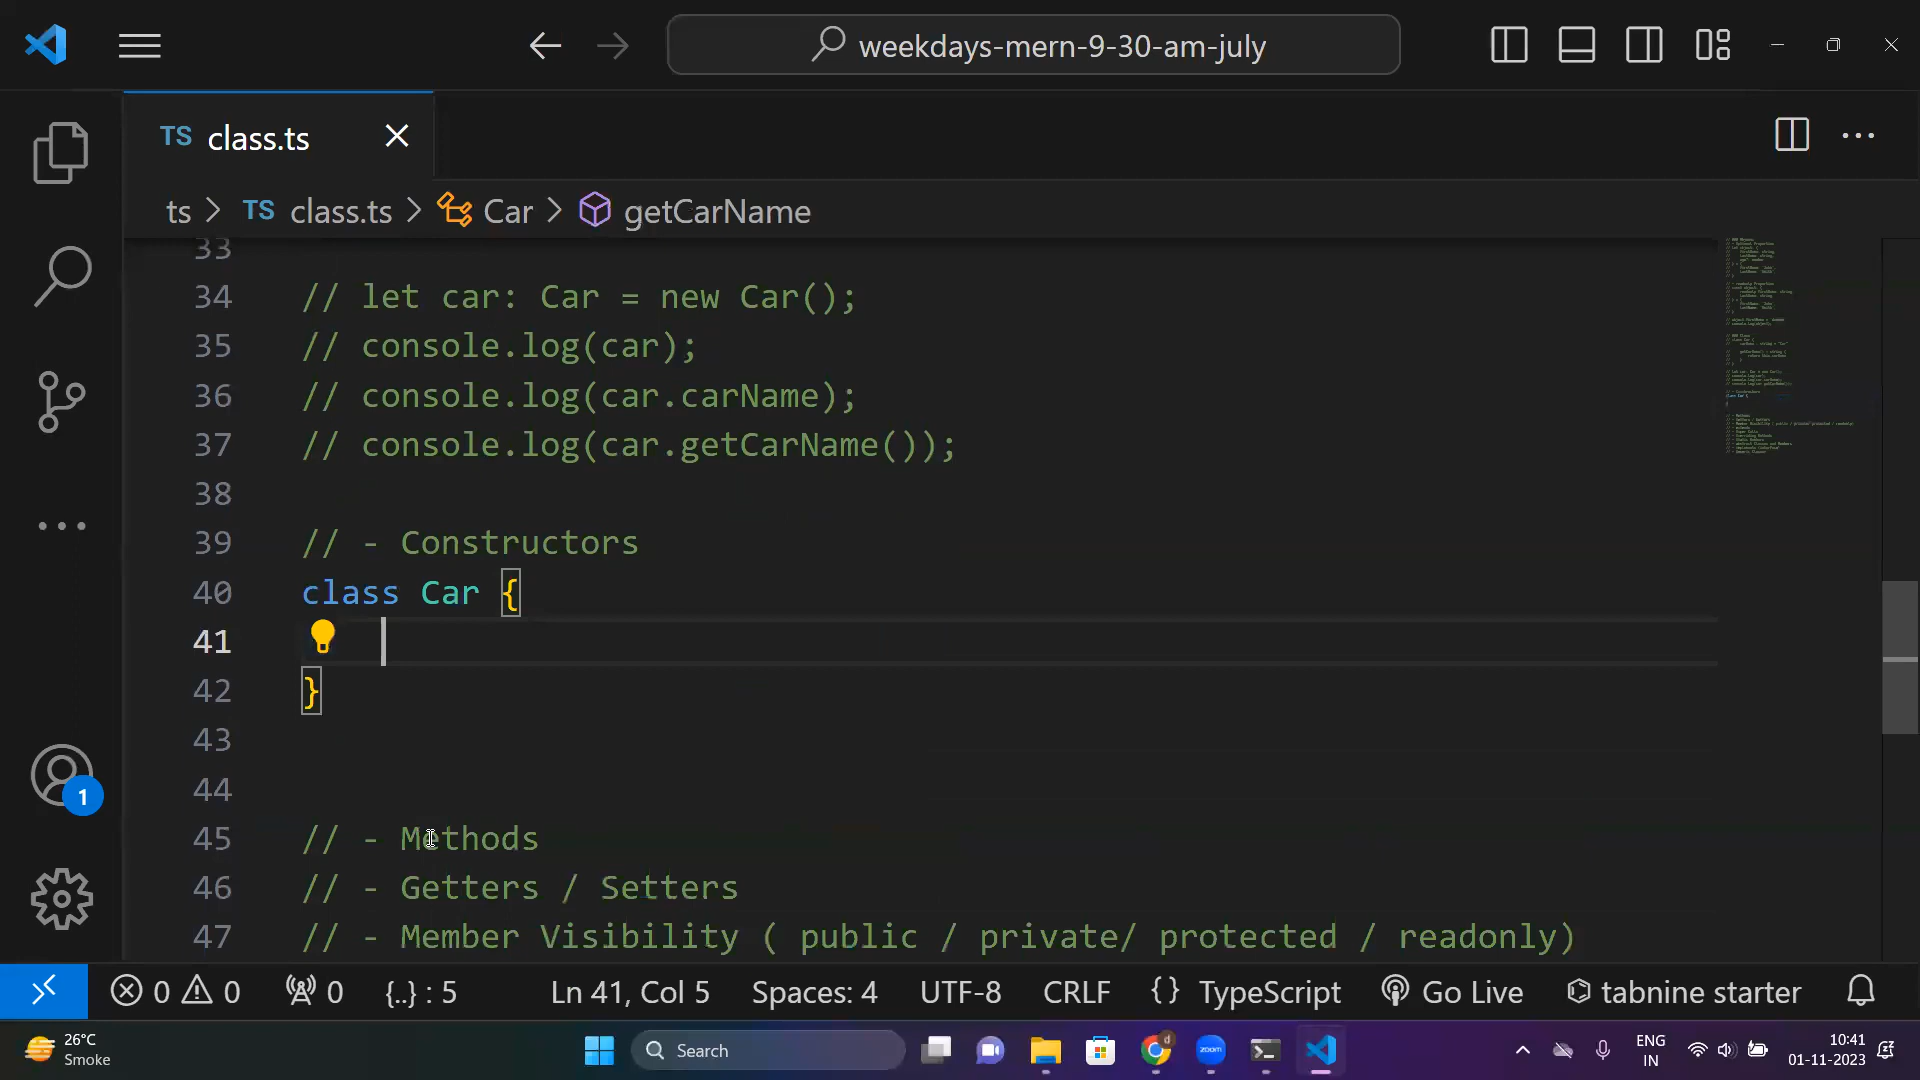 weekdays-mern-9-30-am-july
TS class.ts
ts > TS class.ts > Car > getCarName
33
34 // let car: Car = new Car();
35 // console.log(car);
36 // console.log(car.carName);
37 // console.log(car.getCarName());
38
39 // - Constructors
40 class Car {
41
42 }
43
44
45 // - Methods
46 // - Getters / Setters
47 // - Member Visibility ( public / private/ protected / readonly)
1
0 0 0 {..} : 5 Ln 41, Col 5 Spaces: 4 UTF-8 CRLF {} TypeScript Go Live tabnine starter
26°C
Smoke
Search
zoom
ENG
IN
10:41
01-11-2023